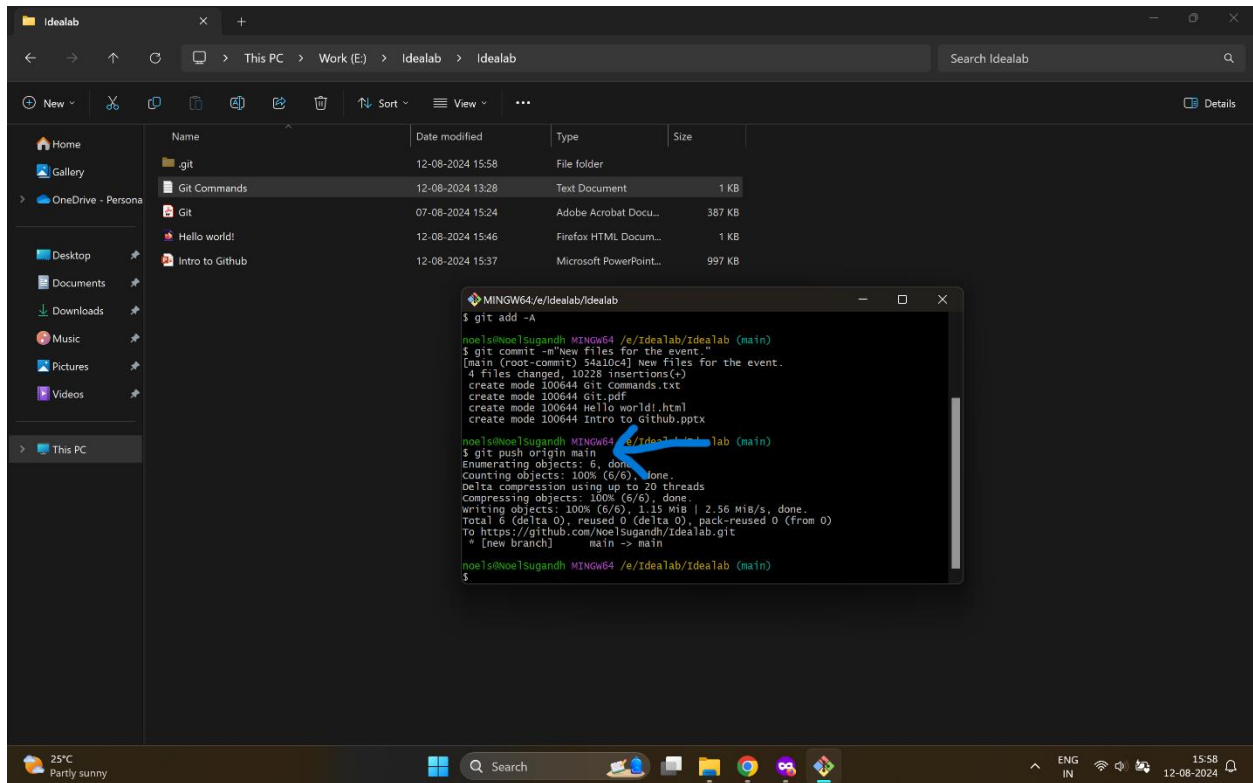 Idealab
This PC > Work (E:) > Idealab > Idealab
Search Idealab
New
Sort
View
Details
Name Date modified Type Size
Home
Gallery
OneDrive - Persona
Desktop
Documents
Downloads
Music
Pictures
Videos
This PC
.git 12-08-2024 15:58 File folder
Git Commands 12-08-2024 13:28 Text Document 1 KB
Git 07-08-2024 15:24 Adobe Acrobat Docu... 387 KB
Hello world! 12-08-2024 15:46 Firefox HTML Docum... 1 KB
Intro to Github 12-08-2024 15:37 Microsoft PowerPoint... 997 KB
MINGW64:/e/Idealab/Idealab
$ git add -A
noels@NoelSugandh MINGW64 /e/Idealab/Idealab (main)
$ git commit -m"New files for the event."
[main (root-commit) 54a10c4] New files for the event.
4 files changed, 10228 insertions(+)
create mode 100644 Git Commands.txt
create mode 100644 Git.pdf
create mode 100644 Hello world!.html
create mode 100644 Intro to Github.pptx
noels@NoelSugandh MINGW64 /e/Idealab/Idealab (main)
$ git push origin main
Enumerating objects: 6, done.
Counting objects: 100% (6/6), done.
Delta compression using up to 20 threads
Compressing objects: 100% (6/6), done.
Writing objects: 100% (6/6), 1.15 MiB | 2.56 MiB/s, done.
Total 6 (delta 0), reused 0 (delta 0), pack-reused 0 (from 0)
To https://github.com/NoelSugandh/Idealab.git
* [new branch] main -> main
noels@NoelSugandh MINGW64 /e/Idealab/Idealab (main)
$
25°C
Partly sunny
Search
ENG
IN
15:58
12-08-2024